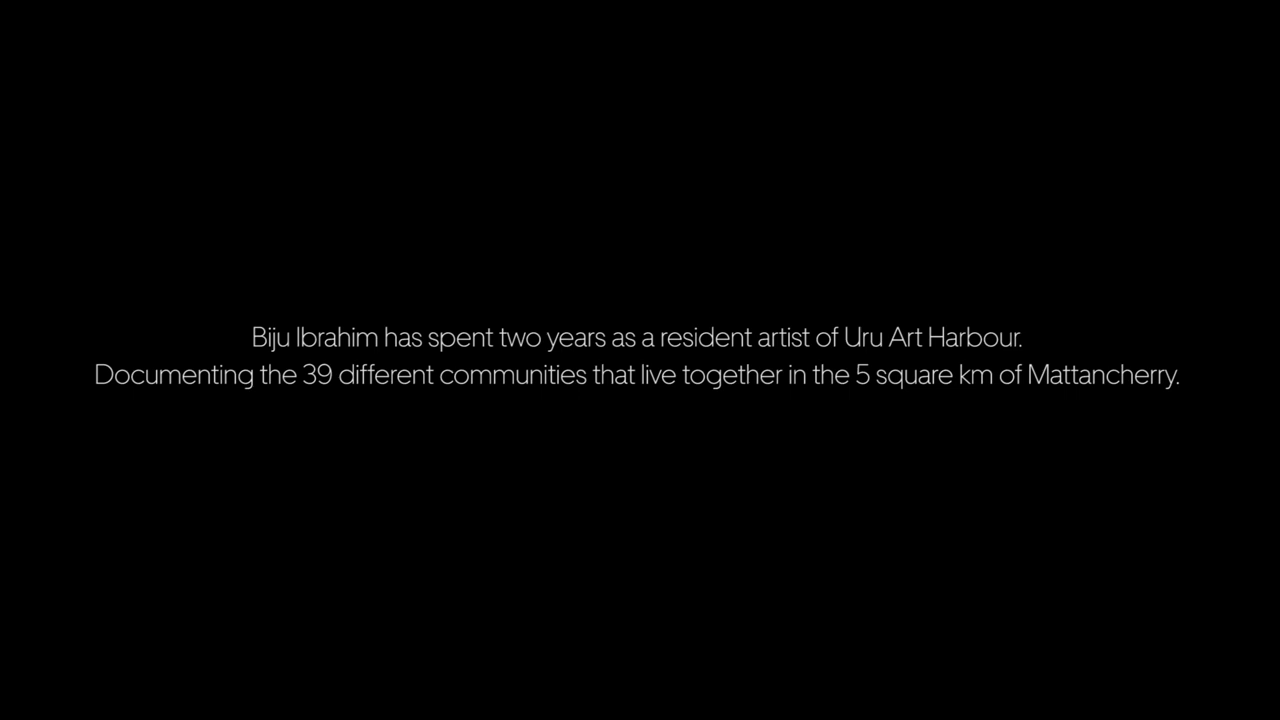 Biju Ibrahim has spent two years as a resident artist of Uru Art Harbour.
Documenting the 39 different communities that live together in the 5 square km of Mattancherry.